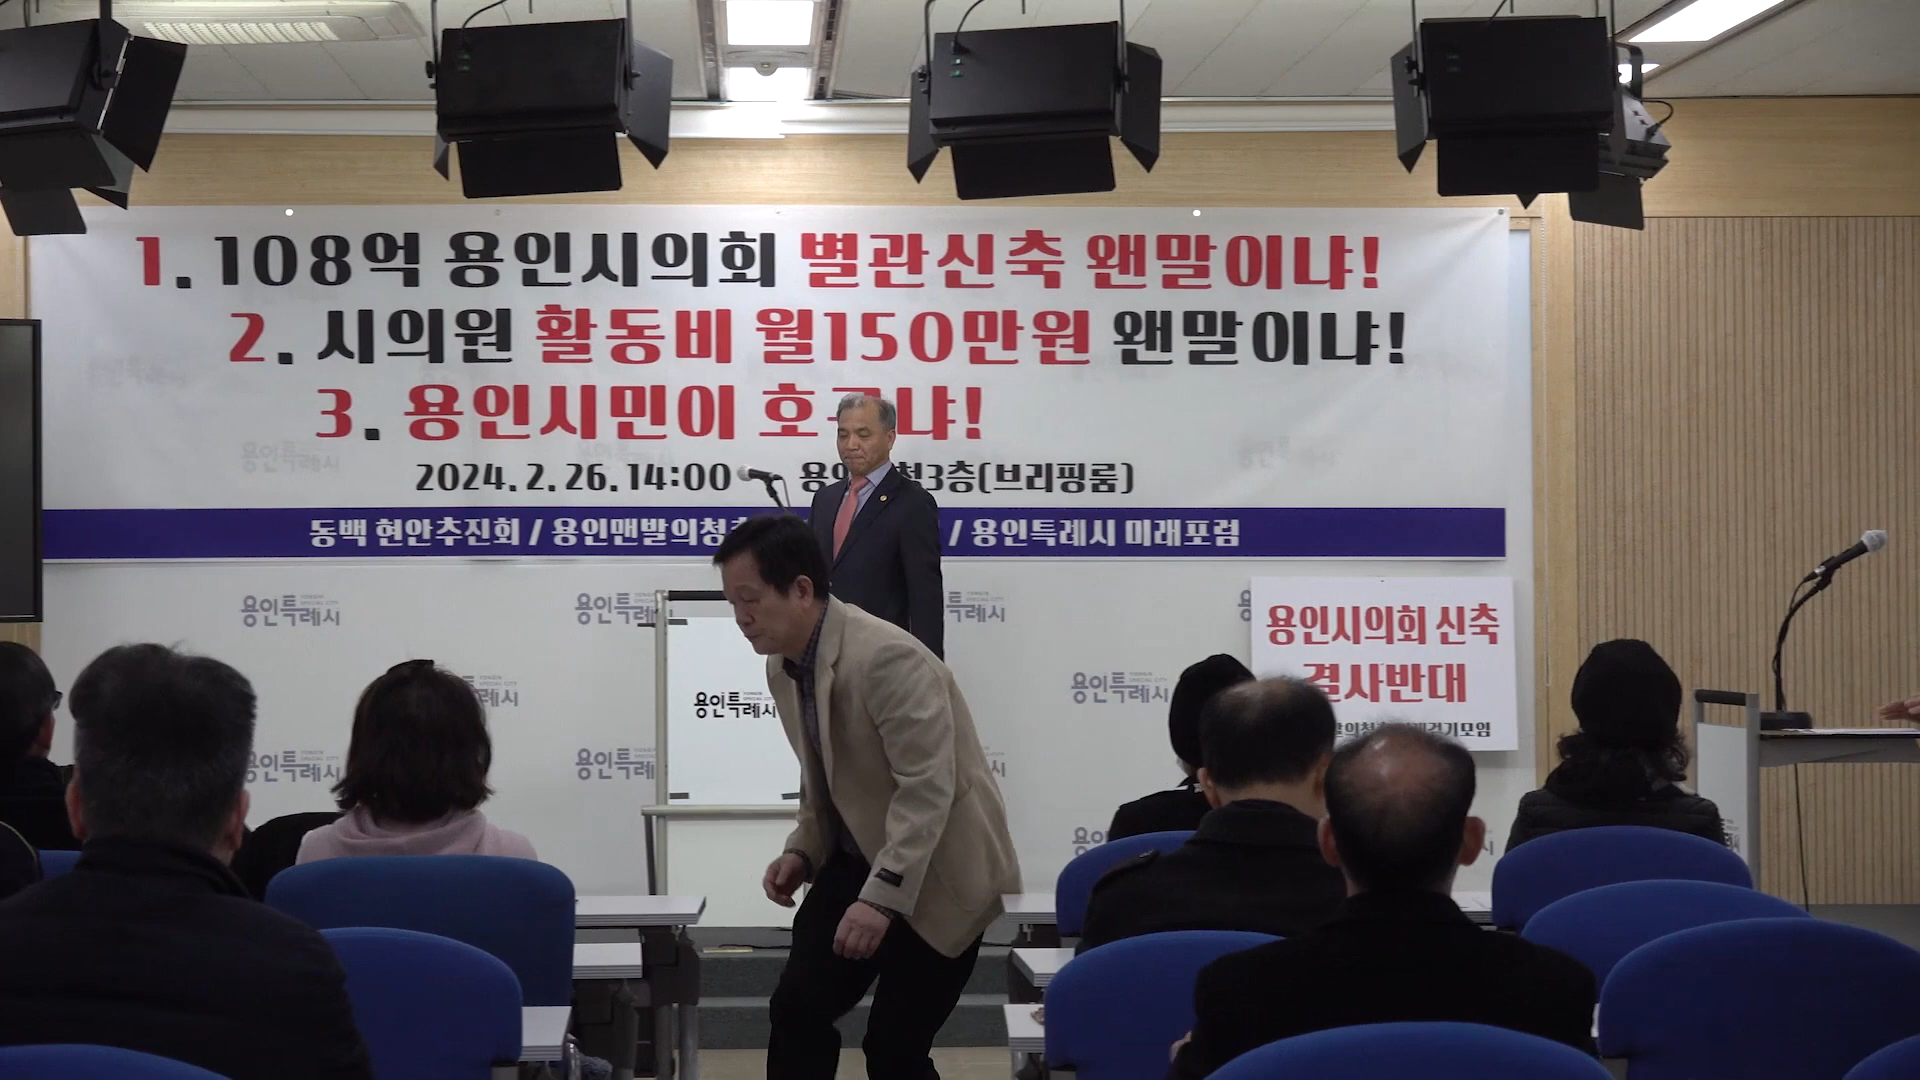 1. 108억 용인시의회 별관신축 왠말이냐!
2. 시의원 활동비 월150만원 왠말이냐!
3. 용인시민이 호 냐!
2024. 2. 26. 14:00 3층(브리핑룸)
동백 현안추진회 / 용인맨발의청 / 용인특례시 미래포럼
용인특례시
용인특례시
용인특례시
용인시의회 신축
결사반대
용인특례시
용인특례시
용인특례시